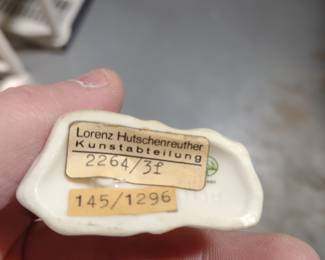 Lorenz Hutschenreuther
Kunstabteilung
2264/31
145/1296